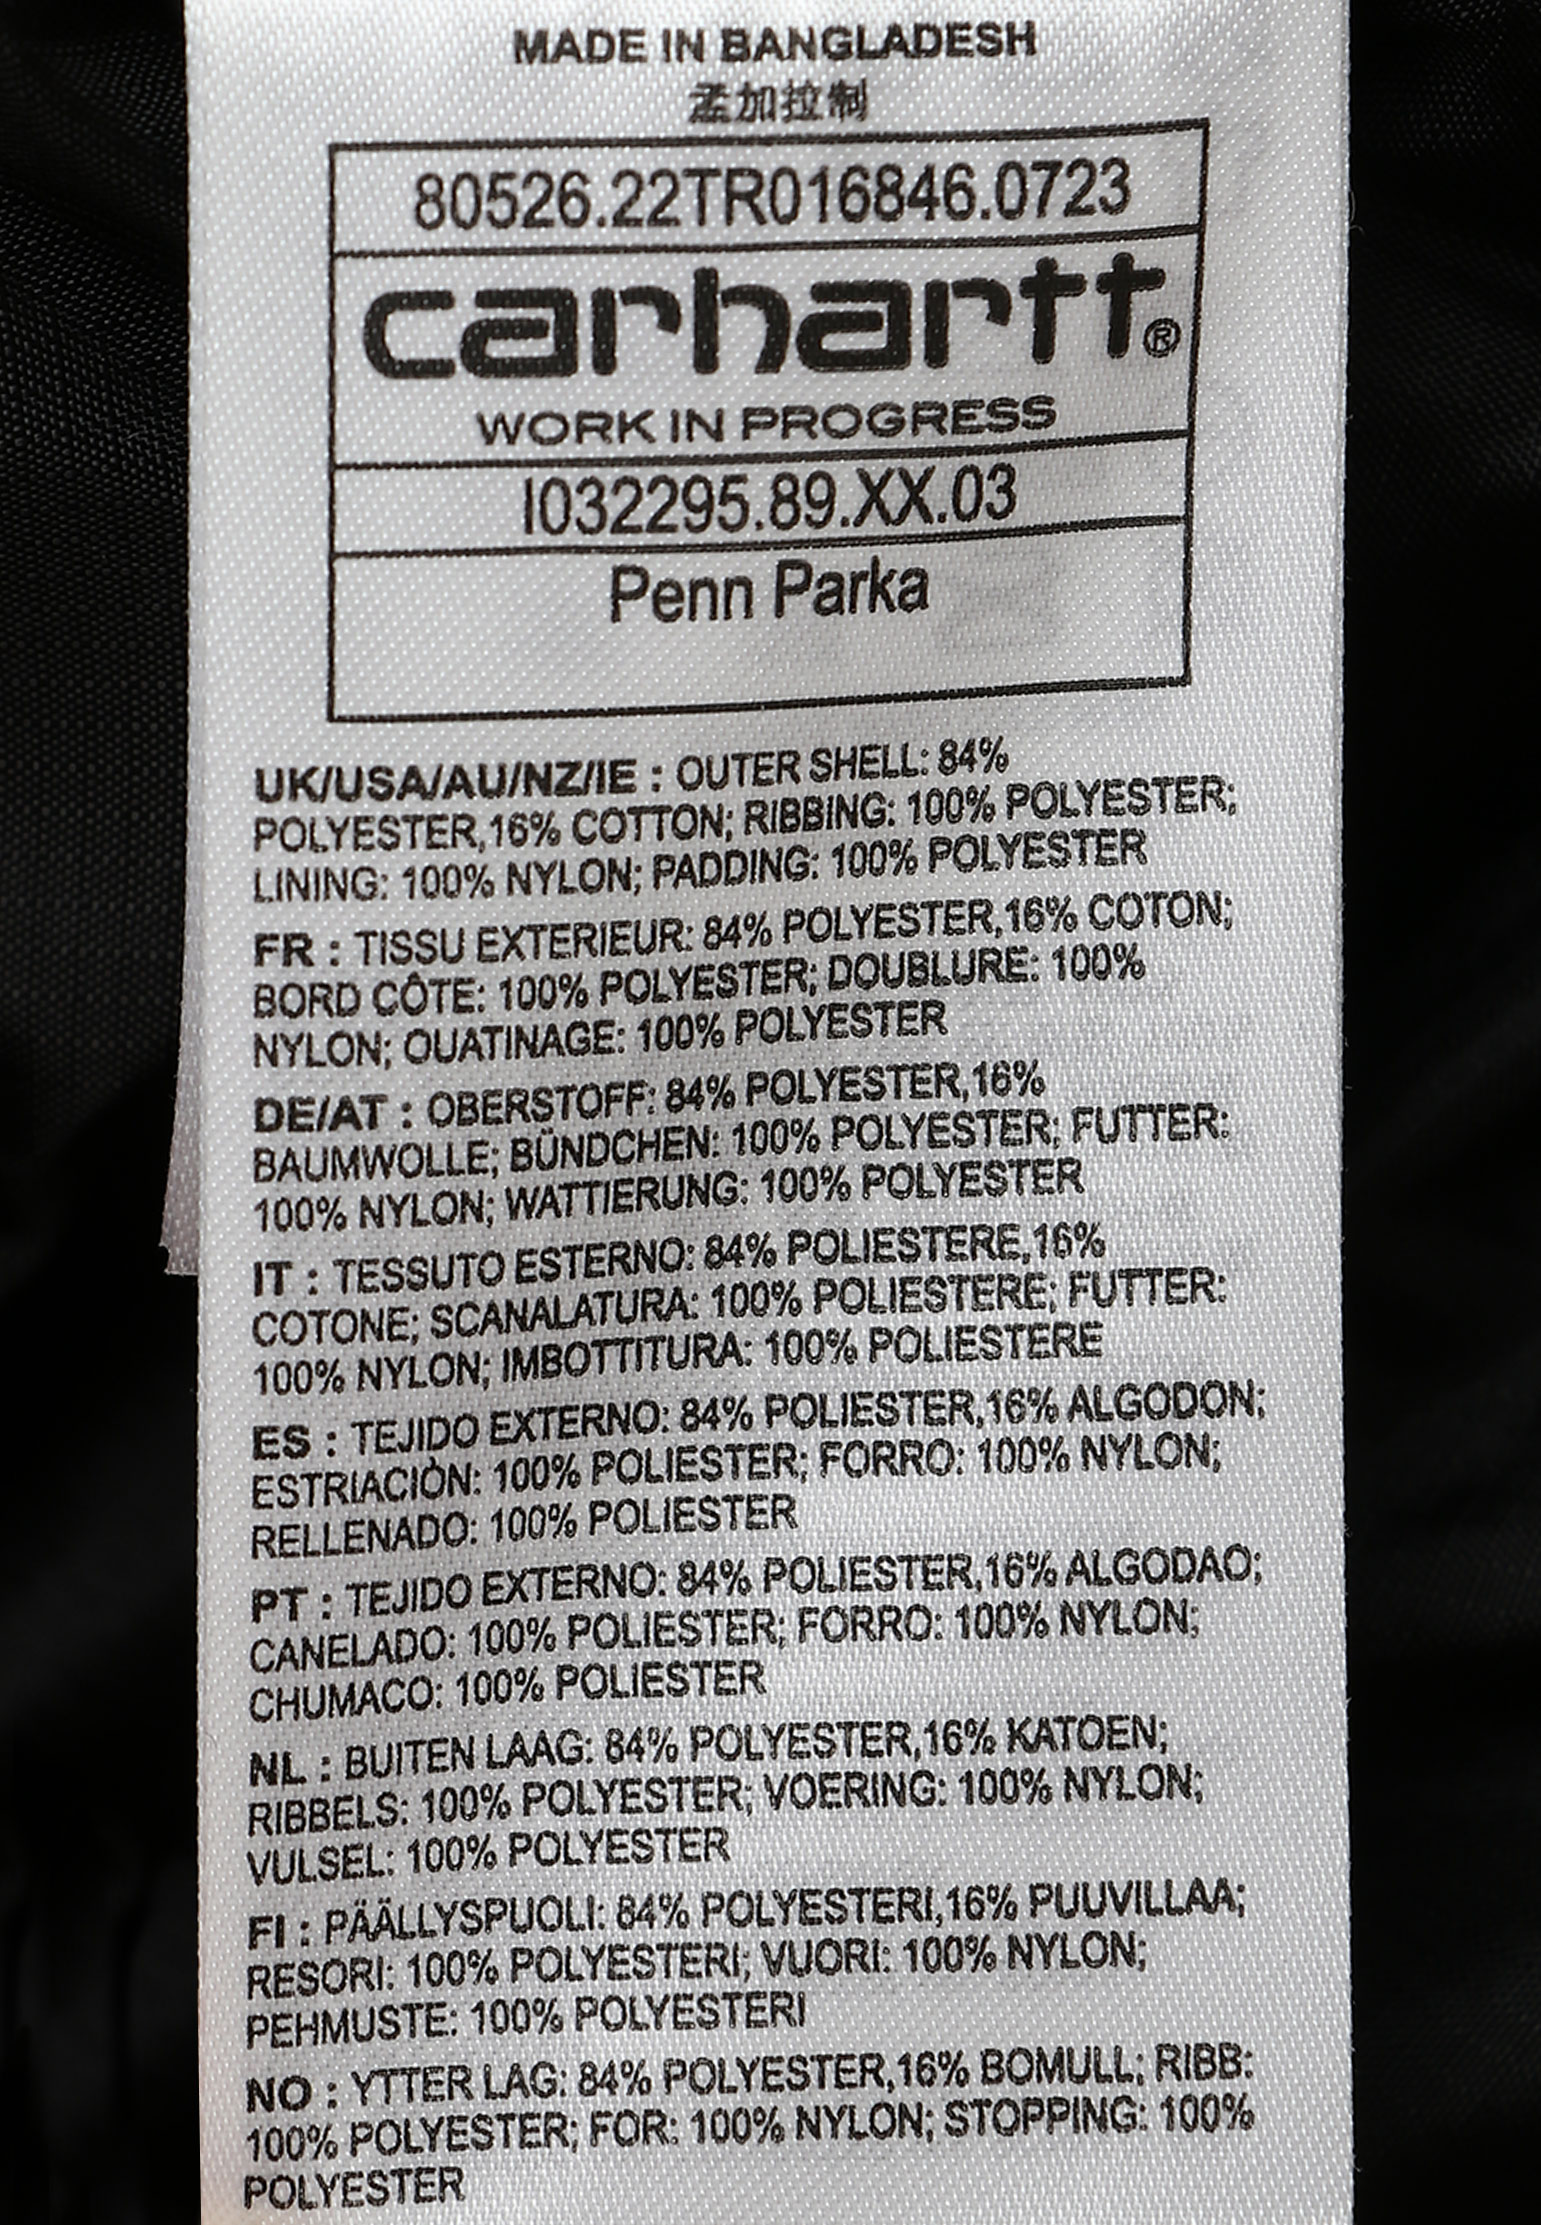 MADE IN BANGLADESH
孟加拉制
80526.22TR016846.0723
carhartt®
WORK IN PROGRESS
I032295.89.XX.03
Penn Parka
UK/USA/AU/NZ/IE : OUTER SHELL: 84%
POLYESTER,16% COTTON; RIBBING: 100% POLYESTER;
LINING: 100% NYLON; PADDING: 100% POLYESTER
FR : TISSU EXTERIEUR: 84% POLYESTER,16% COTON;
BORD CÔTE: 100% POLYESTER; DOUBLURE: 100%
NYLON; OUATINAGE: 100% POLYESTER
DE/AT : OBERSTOFF: 84% POLYESTER,16%
BAUMWOLLE; BÜNDCHEN: 100% POLYESTER; FUTTER:
100% NYLON; WATTIERUNG: 100% POLYESTER
IT : TESSUTO ESTERNO: 84% POLIESTERE,16%
COTONE; SCANALATURA: 100% POLIESTERE; FUTTER:
100% NYLON; IMBOTTITURA: 100% POLIESTERE
ES : TEJIDO EXTERNO: 84% POLIESTER,16% ALGODON;
ESTRIACIÒN: 100% POLIESTER; FORRO: 100% NYLON;
RELLENADO: 100% POLIESTER
PT : TEJIDO EXTERNO: 84% POLIESTER,16% ALGODAO;
CANELADO: 100% POLIESTER; FORRO: 100% NYLON;
CHUMACO: 100% POLIESTER
NL : BUITEN LAAG: 84% POLYESTER,16% KATOEN;
RIBBELS: 100% POLYESTER; VOERING: 100% NYLON;
VULSEL: 100% POLYESTER
FI : PÄÄLLYSPUOLI: 84% POLYESTERI,16% PUUVILLAA;
RESORI: 100% POLYESTERI; VUORI: 100% NYLON;
PEHMUSTE: 100% POLYESTERI
NO : YTTER LAG: 84% POLYESTER,16% BOMULL; RIBB:
100% POLYESTER; FOR: 100% NYLON; STOPPING: 100%
POLYESTER